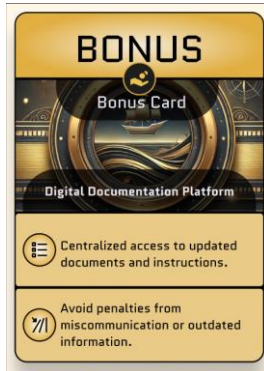 BONUS
Bonus Card
Digital Documentation Platform
Centralized access to updated
documents and instructions.
Avoid penalties from
miscommunication or outdated
information.